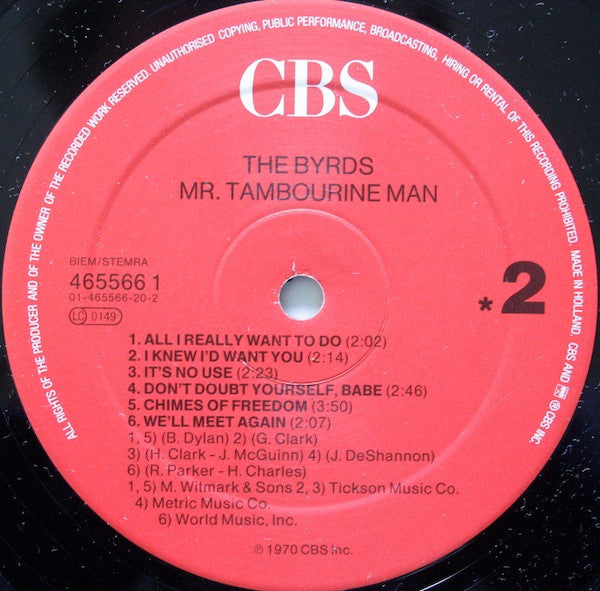 ALL RIGHTS OF THE PRODUCER AND OF THE OWNER OF THE RECORDED WORK RESERVED. UNAUTHORISED COPYING, PUBLIC PERFORMANCE, BROADCASTING, HIRING OR RENTAL OF THIS RECORDING PROHIBITED. MADE IN HOLLAND. CBS AND ® CBS INC.
CBS
THE BYRDS
MR. TAMBOURINE MAN
BIEM/STEMRA
465566 1
01-465566-20-2
LC 0149
*2
1. ALL I REALLY WANT TO DO (2:02)
2. I KNEW I'D WANT YOU (2:14)
3. IT'S NO USE (2:23)
4. DON'T DOUBT YOURSELF, BABE (2:46)
5. CHIMES OF FREEDOM (3:50)
6. WE'LL MEET AGAIN (2:07)
1, 5) (B. Dylan) 2) (G. Clark)
3) (H. Clark - J. McGuinn) 4) (J. DeShannon)
6) (R. Parker - H. Charles)
1, 5) M. Witmark & Sons 2, 3) Tickson Music Co.
4) Metric Music Co.
6) World Music, Inc.
℗ 1970 CBS Inc.